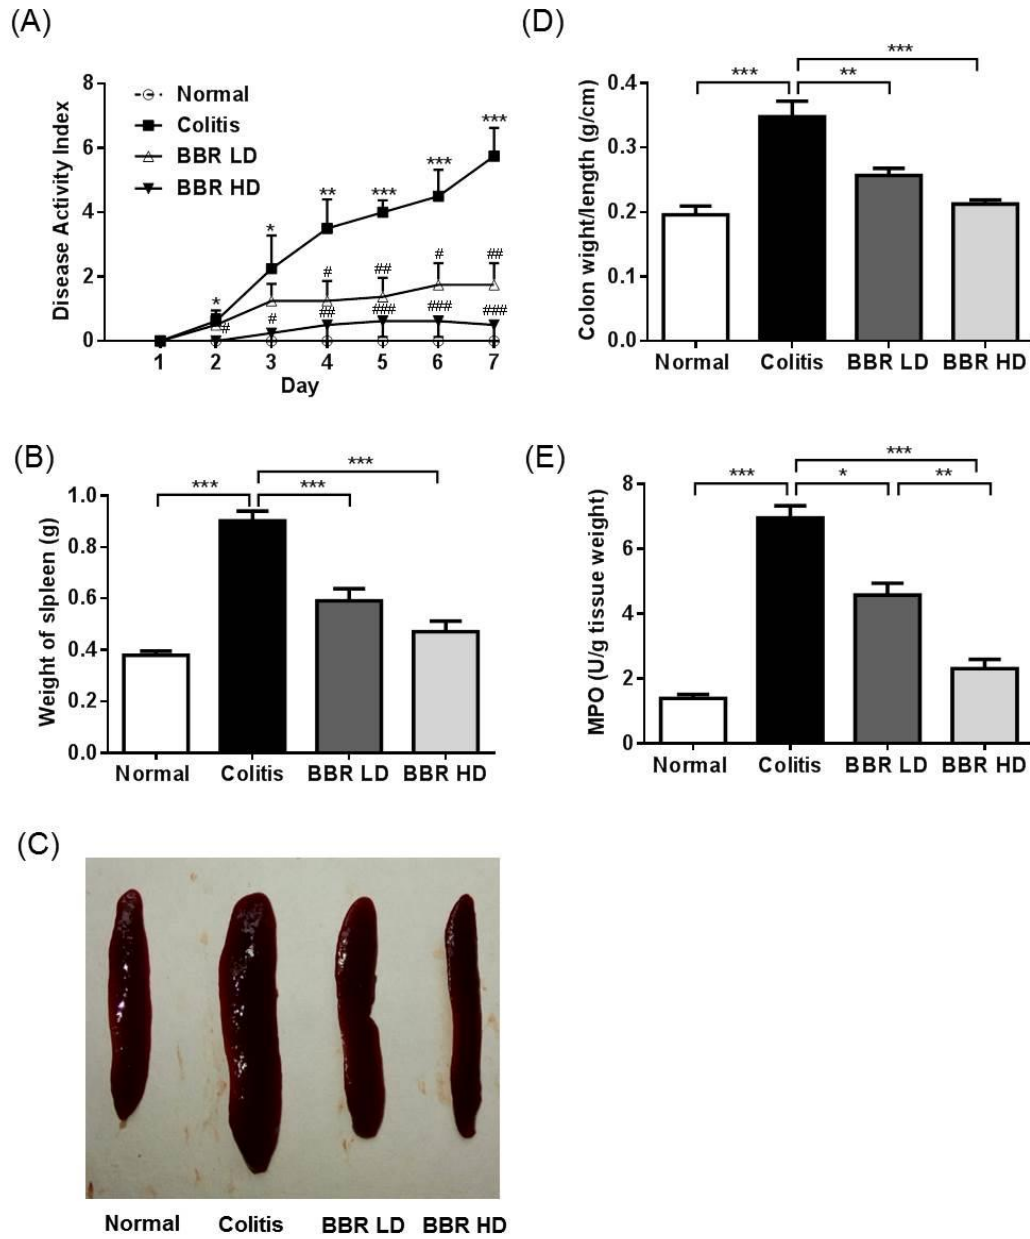 (A)
Disease Activity Index
8
6
4
2
0
Normal
Colitis
BBR LD
BBR HD
* * ** *** *** ***
# ## # ##
# # ## ### ### ###
1 2 3 4 5 6 7
Day
(B)
Weight of slpleen (g)
1.0
0.8
0.6
0.4
0.2
0.0
***
*** ***
Normal Colitis BBR LD BBR HD
(C)
Normal Colitis BBR LD BBR HD
(D)
Colon wight/length (g/cm)
0.4
0.3
0.2
0.1
0.0
***
*** **
Normal Colitis BBR LD BBR HD
(E)
MPO (U/g tissue weight)
8
6
4
2
0
***
*** * **
Normal Colitis BBR LD BBR HD